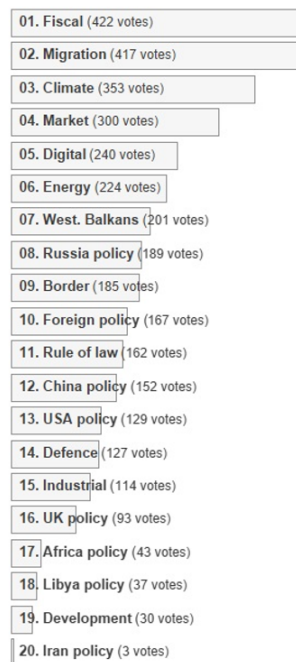 01. Fiscal (422 votes)
02. Migration (417 votes)
03. Climate (353 votes)
04. Market (300 votes)
05. Digital (240 votes)
06. Energy (224 votes)
07. West. Balkans (201 votes)
08. Russia policy (189 votes)
09. Border (185 votes)
10. Foreign policy (167 votes)
11. Rule of law (162 votes)
12. China policy (152 votes)
13. USA policy (129 votes)
14. Defence (127 votes)
15. Industrial (114 votes)
16. UK policy (93 votes)
17. Africa policy (43 votes)
18. Libya policy (37 votes)
19. Development (30 votes)
20. Iran policy (3 votes)